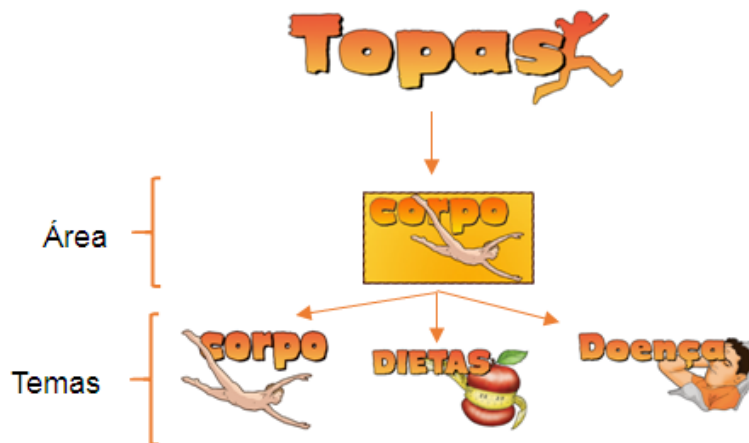 Topas
Área
corpo
Temas
corpo
DIETAS
Doença